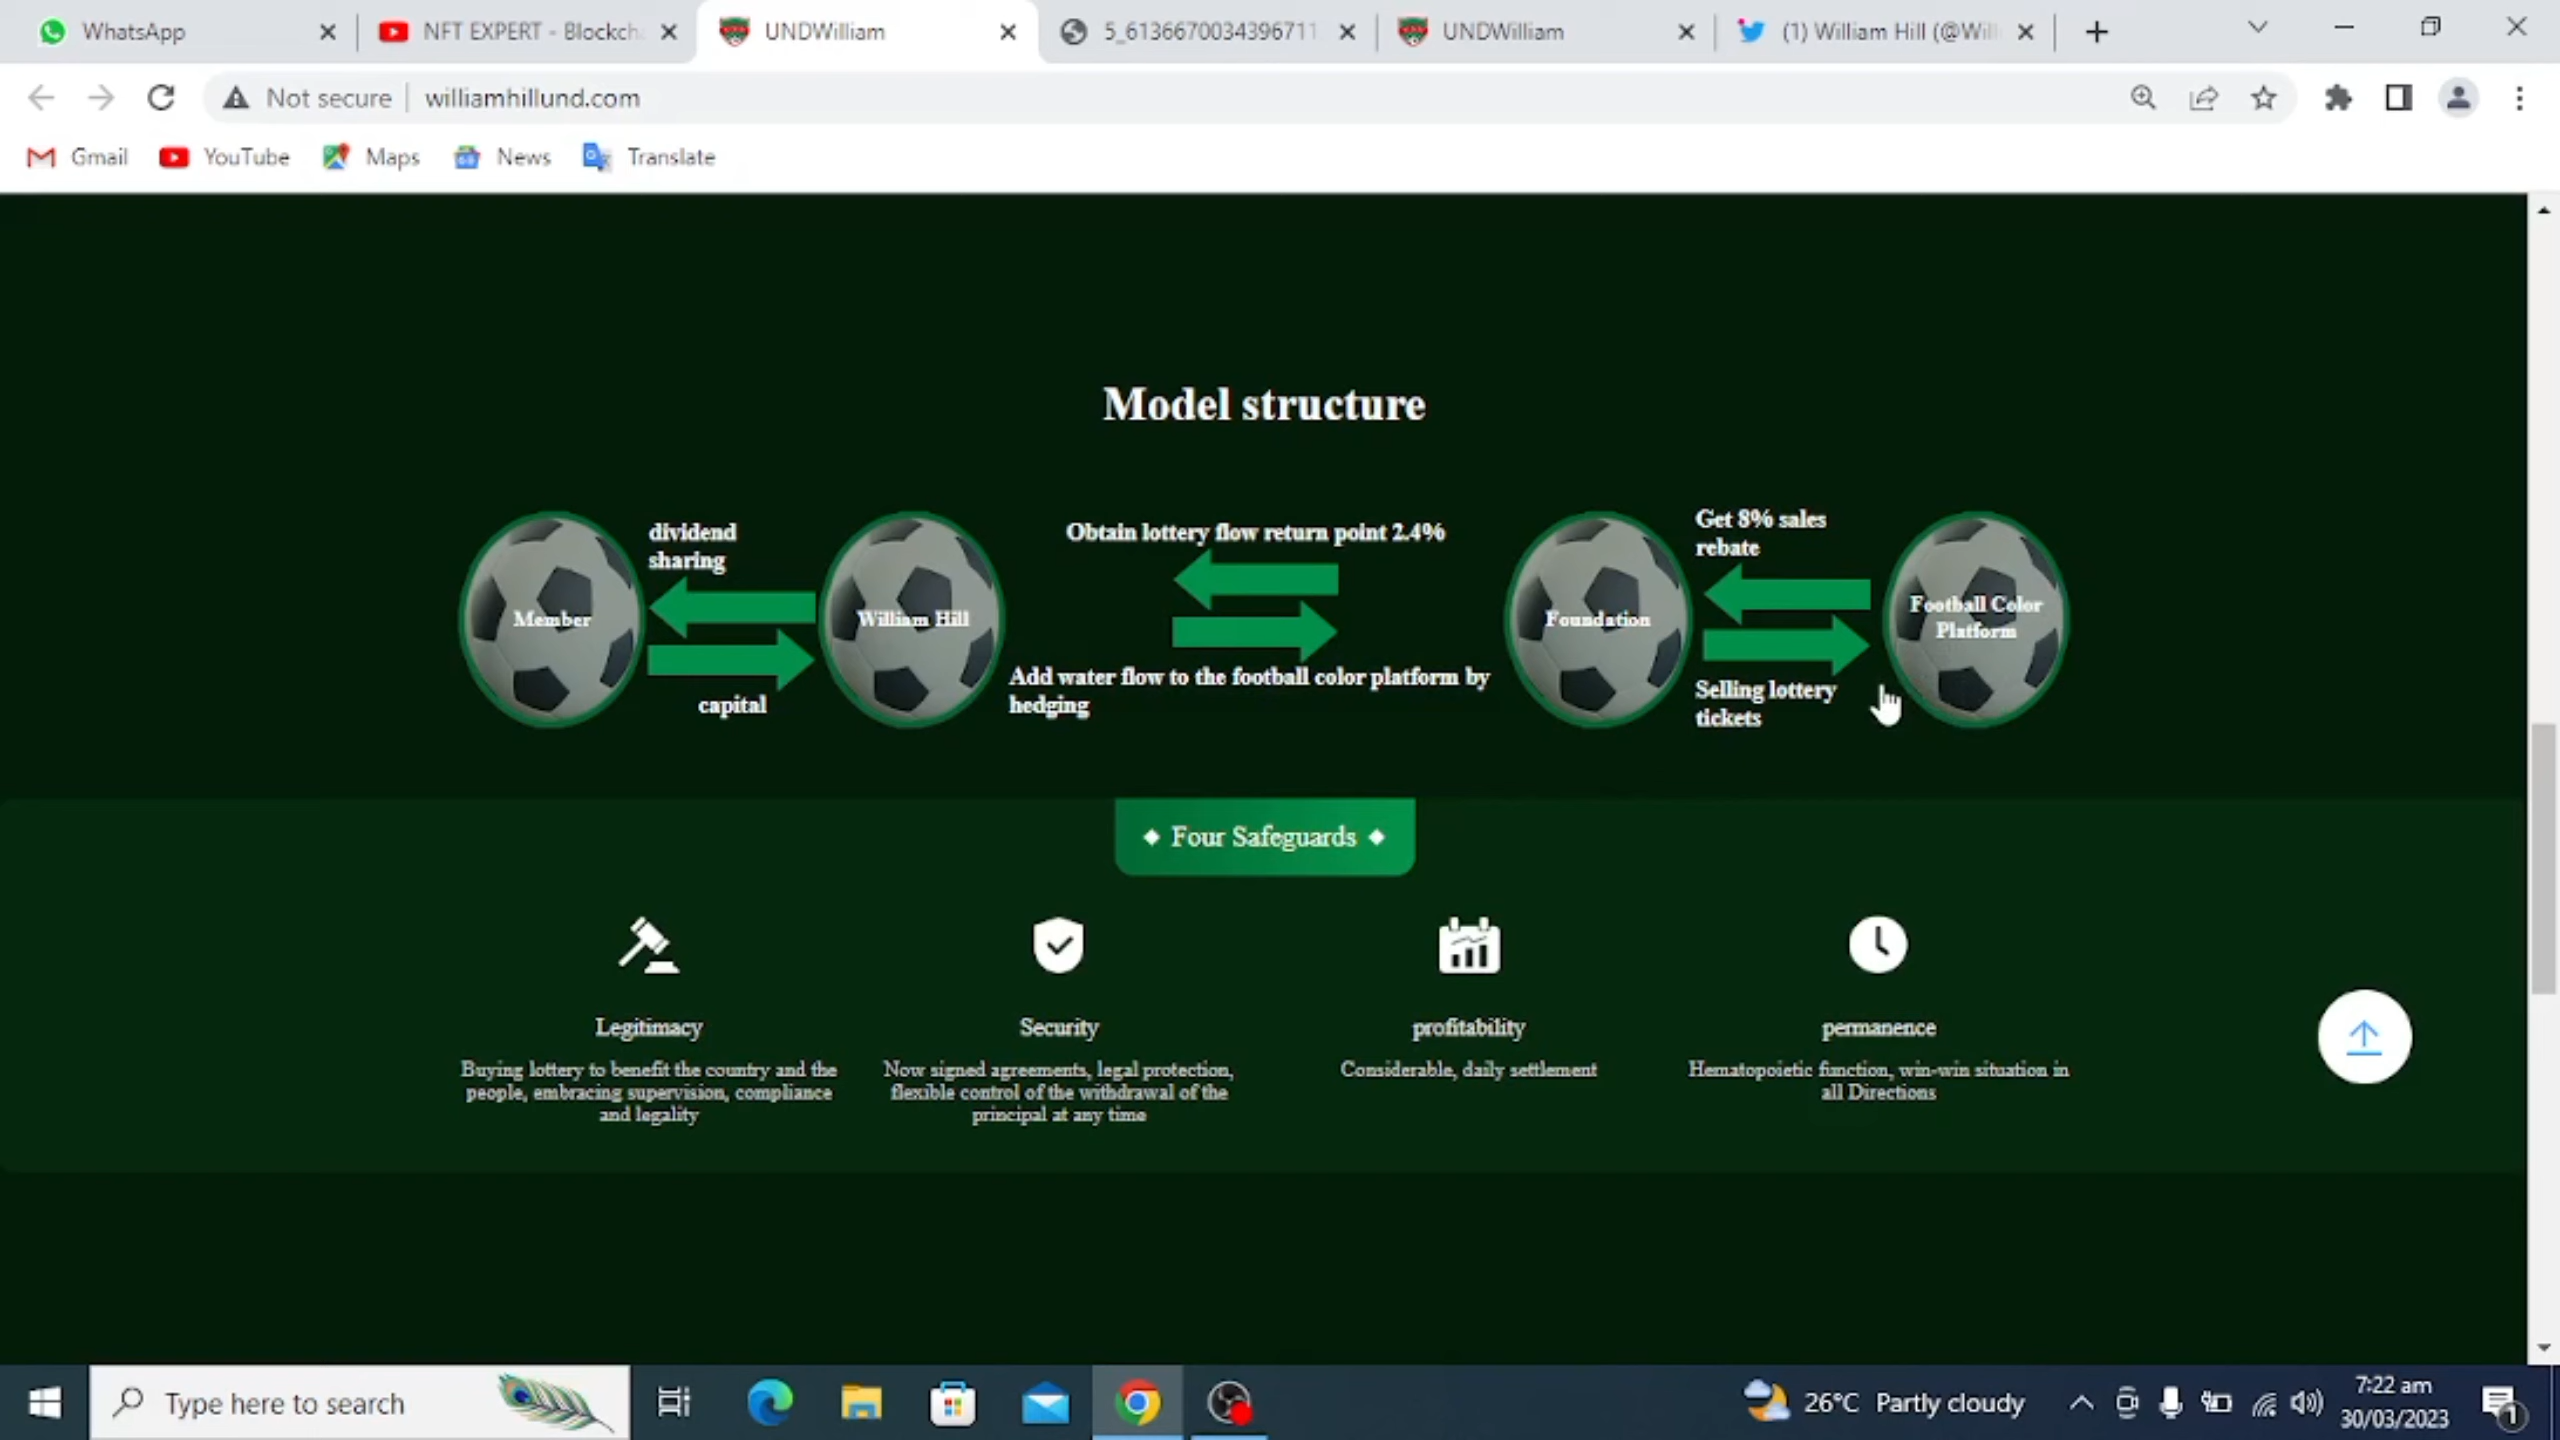 WhatsApp
NFT EXPERT - Blockch
UNDWilliam
5_6136670034396711
UNDWilliam
(1) William Hill (@Will
Not secure
williamhillund.com
Gmail
YouTube
Maps
News
Translate
Model structure
Member
dividend
sharing
capital
William Hill
Obtain lottery flow return point 2.4%
Add water flow to the football color platform by
hedging
Foundation
Get 8% sales
rebate
Selling lottery
tickets
Football Color
Platform
Four Safeguards
Legitimacy
Buying lottery to benefit the country and the
people, embracing supervision, compliance
and legality
Security
Now signed agreements, legal protection,
flexible control of the withdrawal of the
principal at any time
profitability
Considerable, daily settlement
permanence
Hematopoietic function, win-win situation in
all Directions
Type here to search
26°C Partly cloudy
7:22 am
30/03/2023
1